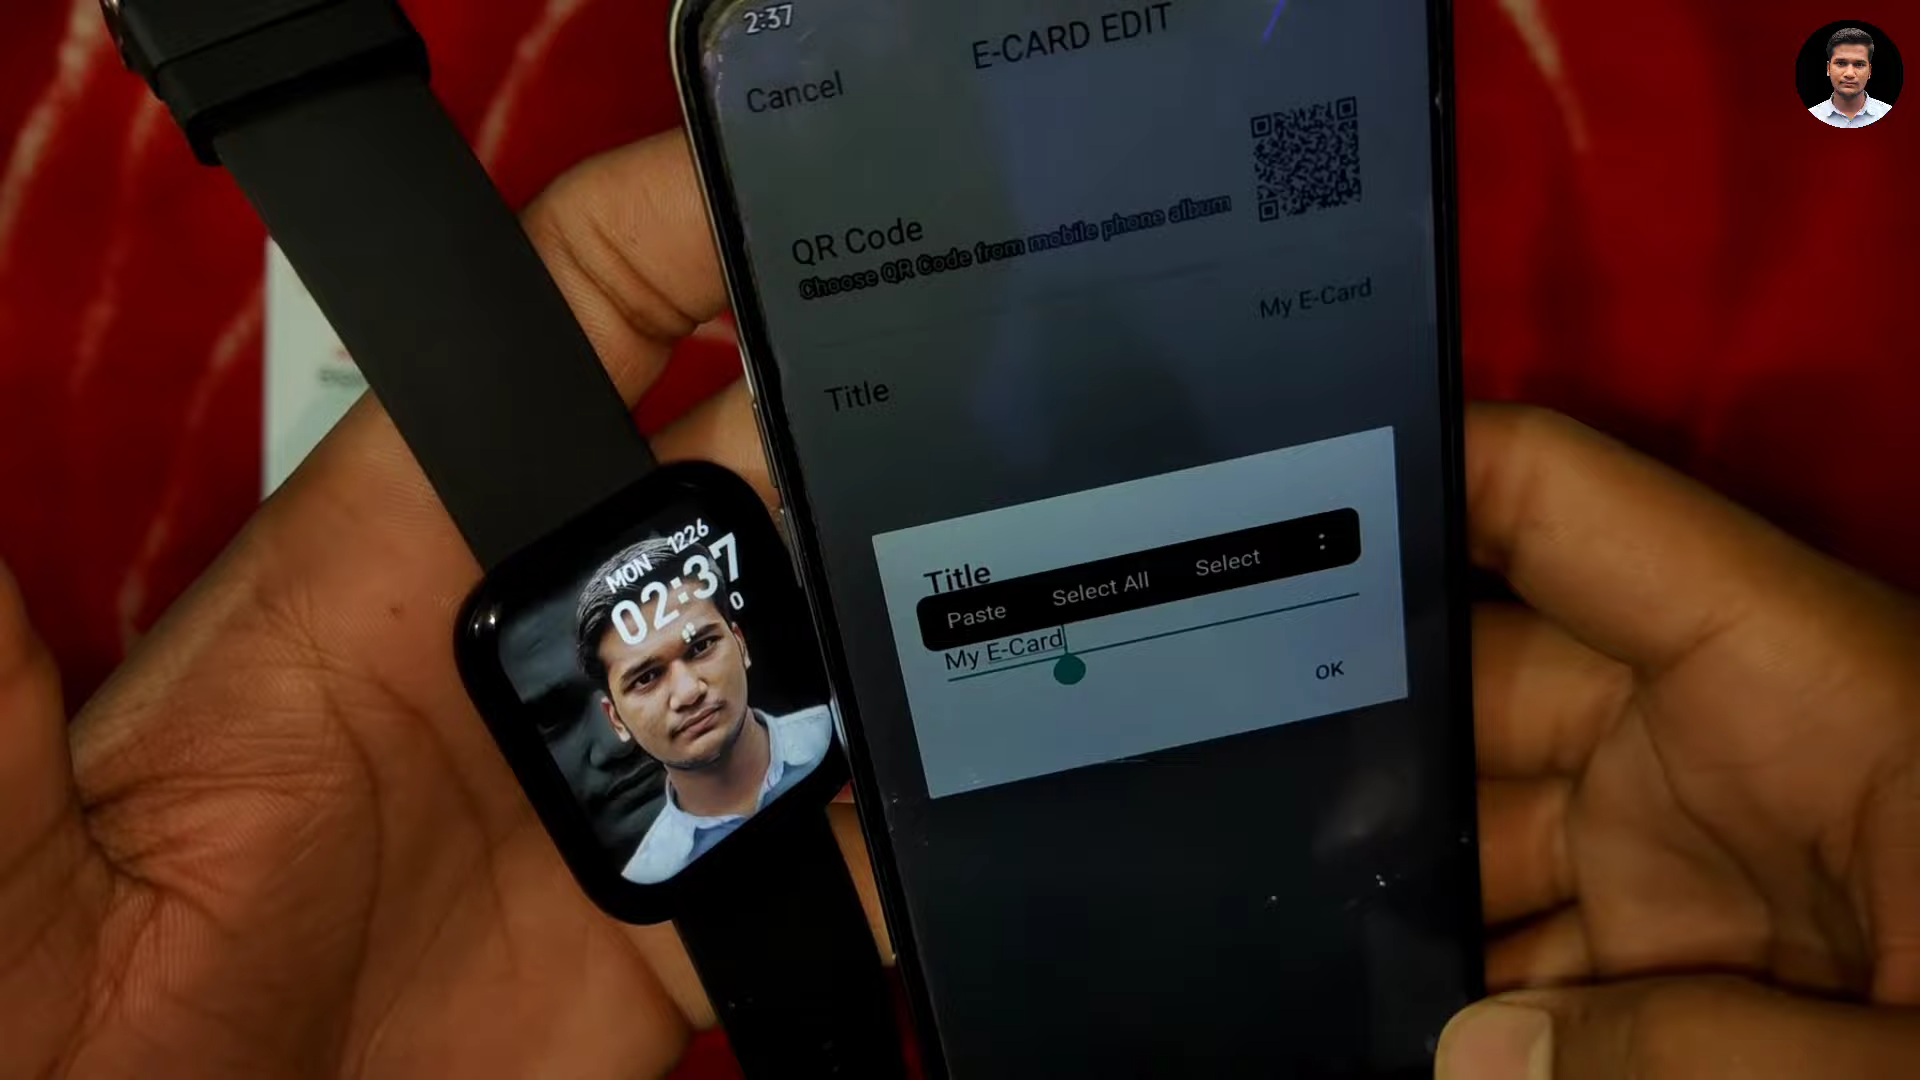 2:37
E-CARD EDIT
Cancel
QR Code
Choose QR Code from mobile phone album
My E-Card
Title
Title
Paste Select All Select
My E-Card
OK
MON 1226
02:37
0